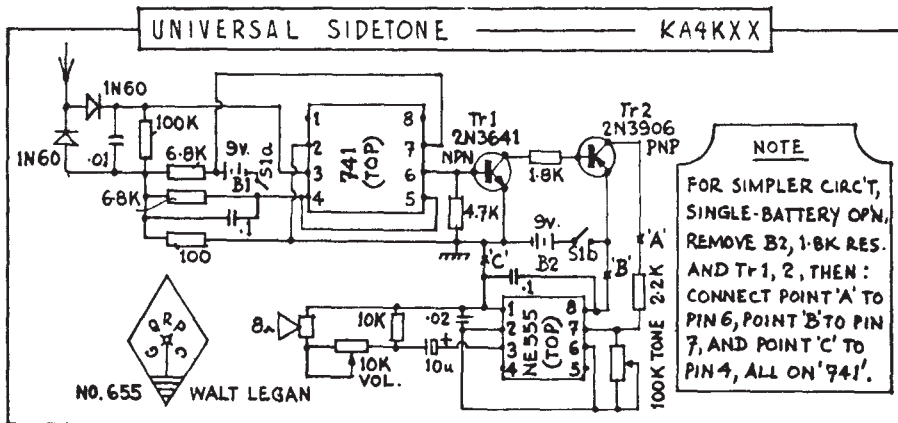 UNIVERSAL SIDETONE — KA4KXX
1N60
1N60
.01
100K
6.8K
9v.
B1
S1a
6.8K
.1
100
1
2
3
4
741
(TOP)
8
7
6
5
Tr1
2N3641
NPN
4.7K
1.8K
Tr2
2N3906
PNP
9v.
B2
S1b
'A'
'B'
'C'
.1
2.2K
8Ω
10K
10K
VOL.
.02
10u
+
1
2
3
4
NE555
(TOP)
8
7
6
5
100K TONE
G QRP C
NO. 655 WALT LEGAN
NOTE
FOR SIMPLER CIRC'T,
SINGLE-BATTERY OP'N,
REMOVE B2, 1·8K RES.
AND Tr1, 2, THEN:
CONNECT POINT 'A' TO
PIN 6, POINT 'B' TO PIN
7, AND POINT 'C' TO
PIN 4, ALL ON '741'.